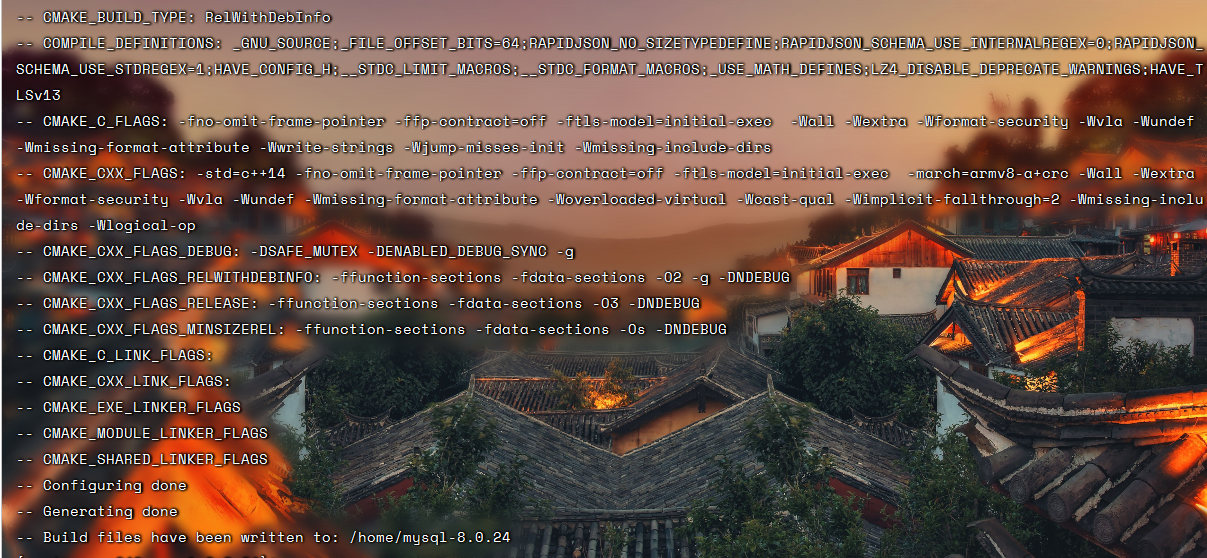 -- CMAKE_BUILD_TYPE: RelWithDebInfo
-- COMPILE_DEFINITIONS: _GNU_SOURCE;_FILE_OFFSET_BITS=64;RAPIDJSON_NO_SIZETYPEDEFINE;RAPIDJSON_SCHEMA_USE_INTERNALREGEX=0;RAPIDJSON_
SCHEMA_USE_STDREGEX=1;HAVE_CONFIG_H;__STDC_LIMIT_MACROS;__STDC_FORMAT_MACROS;_USE_MATH_DEFINES;LZ4_DISABLE_DEPRECATE_WARNINGS;HAVE_T
LSv13
-- CMAKE_C_FLAGS: -fno-omit-frame-pointer -ffp-contract=off -ftls-model=initial-exec  -Wall -Wextra -Wformat-security -Wvla -Wundef
-Wmissing-format-attribute -Wwrite-strings -Wjump-misses-init -Wmissing-include-dirs
-- CMAKE_CXX_FLAGS: -std=c++14 -fno-omit-frame-pointer -ffp-contract=off -ftls-model=initial-exec  -march=armv8-a+crc -Wall -Wextra
-Wformat-security -Wvla -Wundef -Wmissing-format-attribute -Woverloaded-virtual -Wcast-qual -Wimplicit-fallthrough=2 -Wmissing-inclu
de-dirs -Wlogical-op
-- CMAKE_CXX_FLAGS_DEBUG: -DSAFE_MUTEX -DENABLED_DEBUG_SYNC -g
-- CMAKE_CXX_FLAGS_RELWITHDEBINFO: -ffunction-sections -fdata-sections -O2 -g -DNDEBUG
-- CMAKE_CXX_FLAGS_RELEASE: -ffunction-sections -fdata-sections -O3 -DNDEBUG
-- CMAKE_CXX_FLAGS_MINSIZEREL: -ffunction-sections -fdata-sections -Os -DNDEBUG
-- CMAKE_C_LINK_FLAGS:
-- CMAKE_CXX_LINK_FLAGS:
-- CMAKE_EXE_LINKER_FLAGS
-- CMAKE_MODULE_LINKER_FLAGS
-- CMAKE_SHARED_LINKER_FLAGS
-- Configuring done
-- Generating done
-- Build files have been written to: /home/mysql-8.0.24